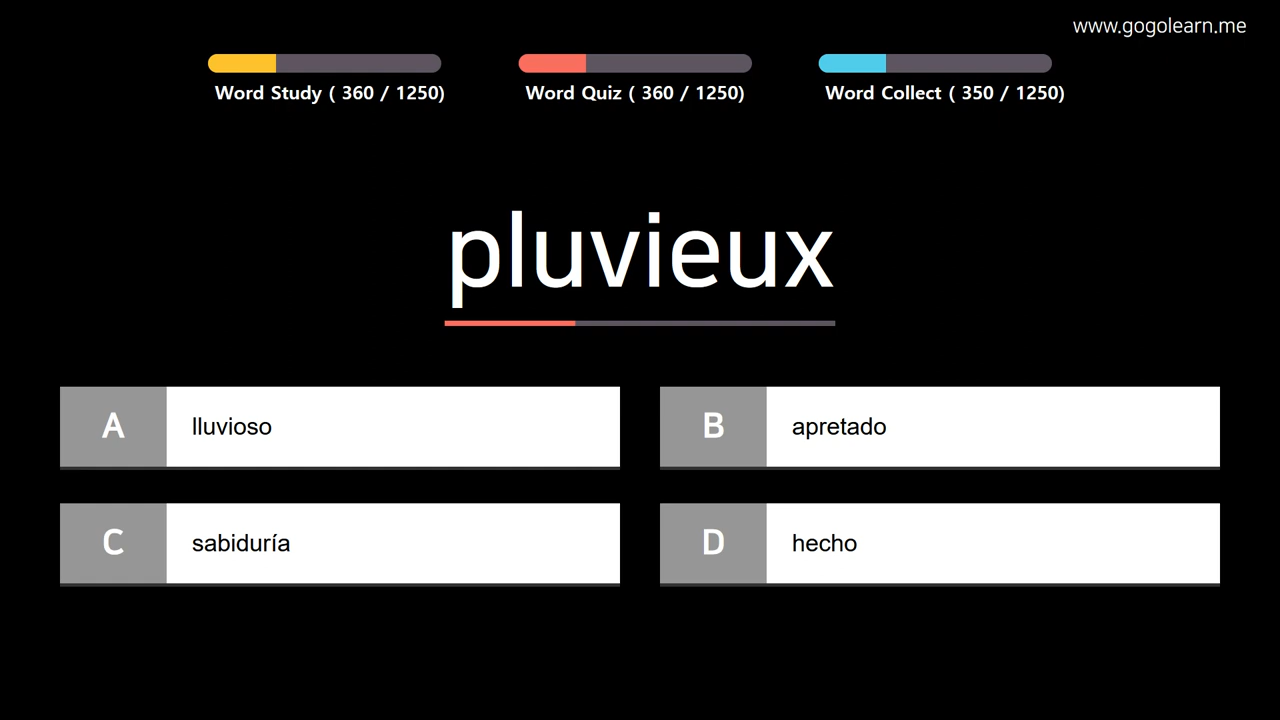 www.gogolearn.me
Word Study ( 360 / 1250)
Word Quiz ( 360 / 1250)
Word Collect ( 350 / 1250)
pluvieux
A lluvioso
B apretado
C sabiduría
D hecho